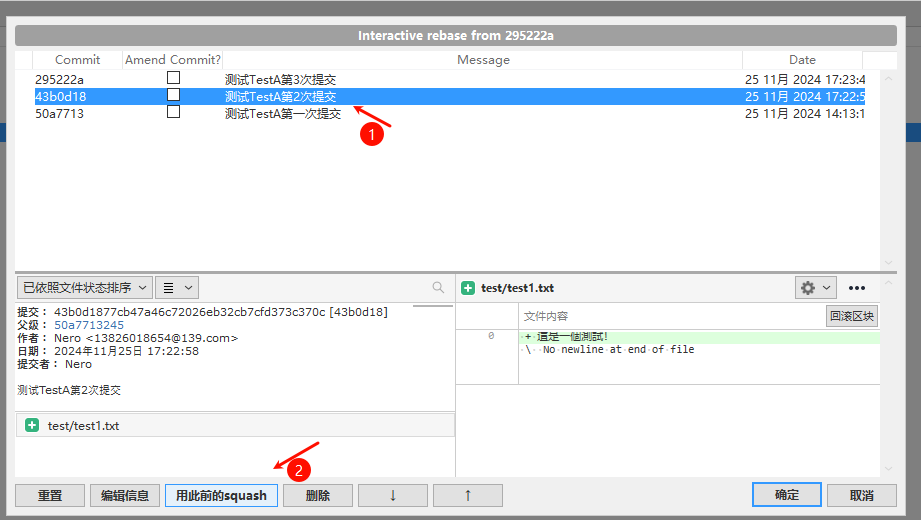 Interactive rebase from 295222a
Commit Amend Commit? Message Date
295222a 测试TestA第3次提交 25 11月 2024 17:23:4
43b0d18 测试TestA第2次提交 25 11月 2024 17:22:5
50a7713 测试TestA第一次提交 25 11月 2024 14:13:1
1
已依照文件状态排序
test/test1.txt
提交： 43b0d1877cb47a46c72026eb32cb7cfd373c370c [43b0d18]
父级： 50a7713245
作者： Nero <13826018654@139.com>
日期： 2024年11月25日 17:22:58
提交者： Nero
测试TestA第2次提交
test/test1.txt
文件内容 回滚区块
0 + 這是一個測試!
\ No newline at end of file
2
重置 编辑信息 用此前的squash 删除 ↓ ↑ 确定 取消